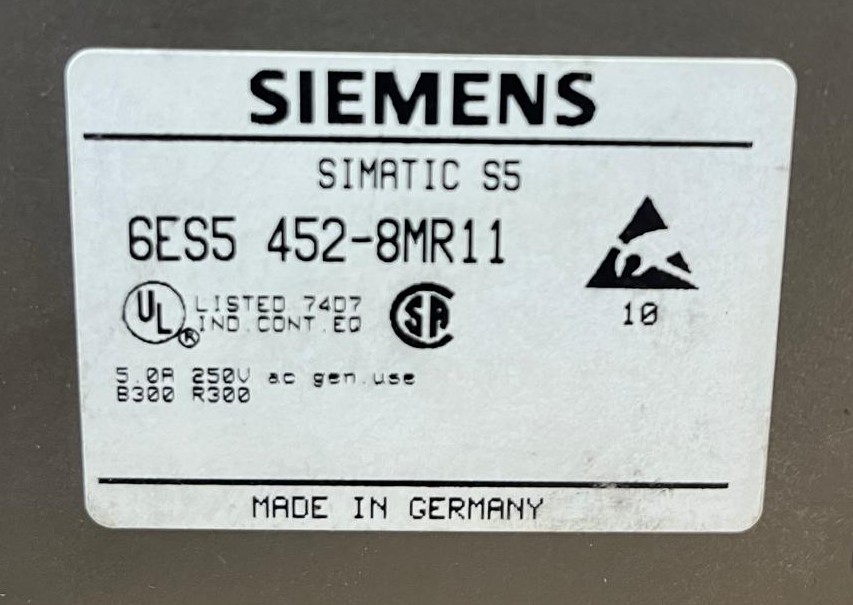 SIEMENS
SIMATIC S5
6ES5 452-8MR11
UL LISTED 74D7
® IND.CONT.EQ
SA
10
5.0A 250V ac gen.use
B300 R300
MADE IN GERMANY